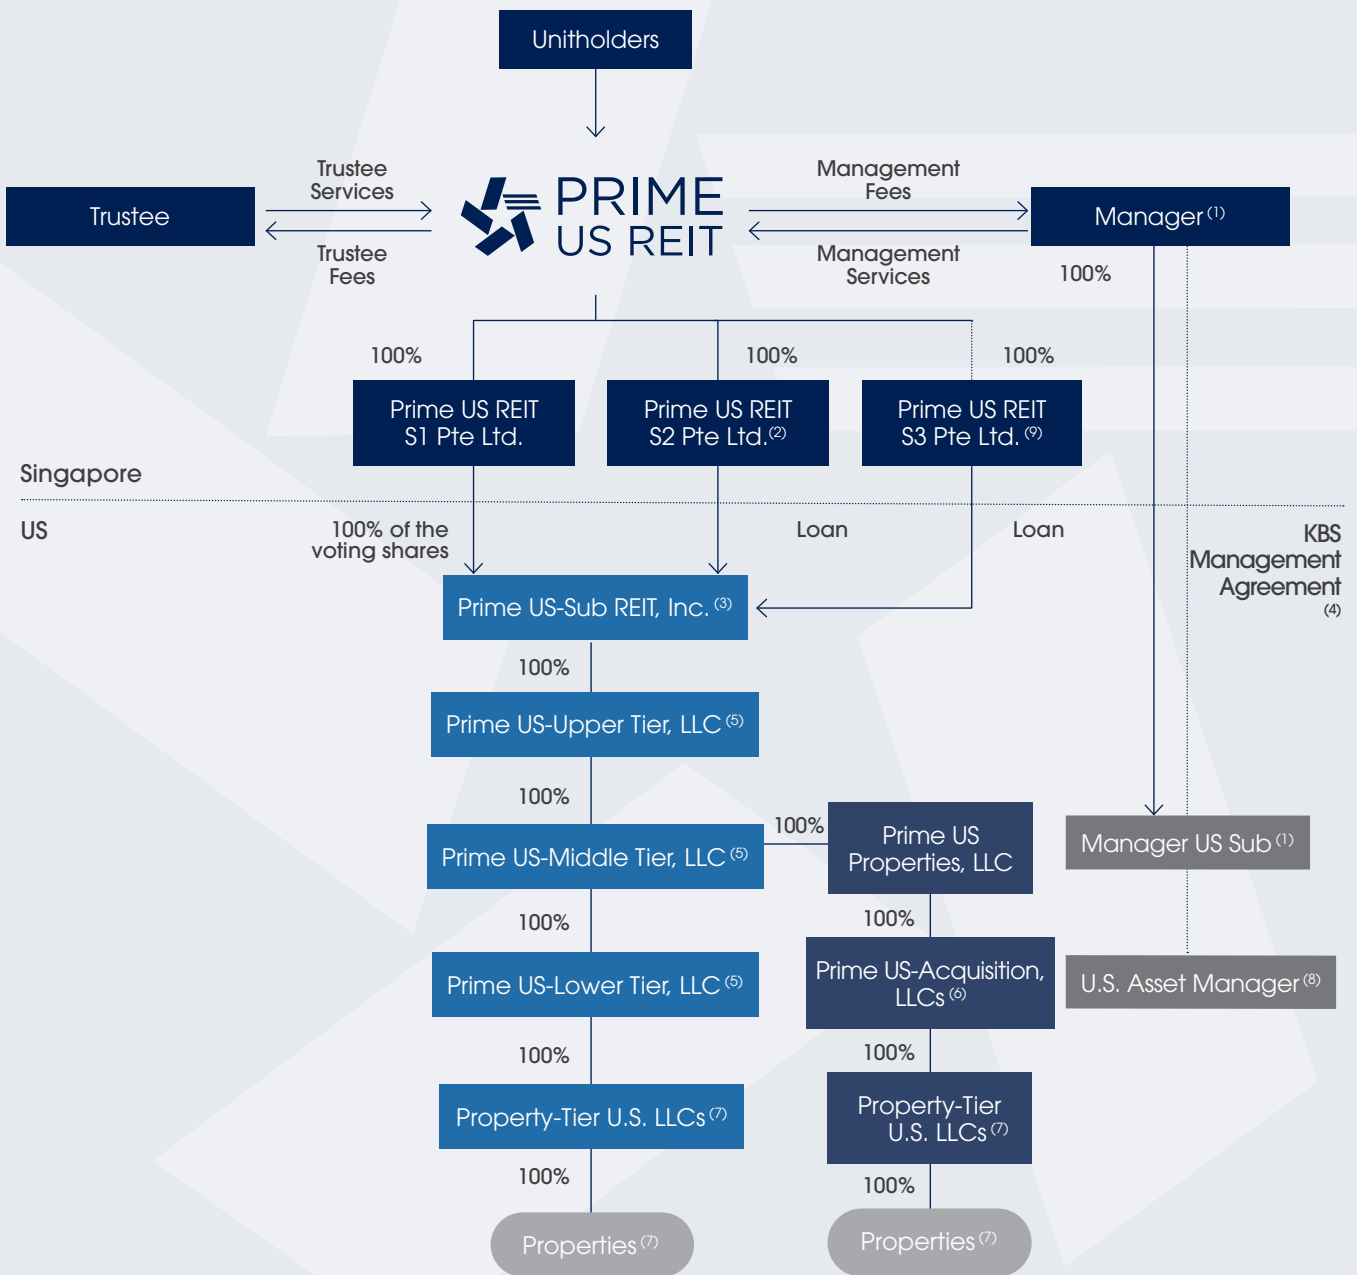 Unitholders
Trustee
Services
Management
Fees
Trustee
PRIME
US REIT
Manager (1)
Trustee
Fees
Management
Services
100%
100%
100%
100%
Prime US REIT
S1 Pte Ltd.
Prime US REIT
S2 Pte Ltd.(2)
Prime US REIT
S3 Pte Ltd. (9)
Singapore
US
100% of the
voting shares
Loan
Loan
KBS
Management
Agreement
(4)
Prime US-Sub REIT, Inc. (3)
100%
Prime US-Upper Tier, LLC (5)
100%
Prime US-Middle Tier, LLC (5)
100%
Prime US
Properties, LLC
Manager US Sub (1)
100%
100%
Prime US-Lower Tier, LLC (5)
Prime US-Acquisition,
LLCs (6)
U.S. Asset Manager (8)
100%
100%
Property-Tier U.S. LLCs (7)
Property-Tier
U.S. LLCs (7)
100%
100%
Properties (7)
Properties (7)